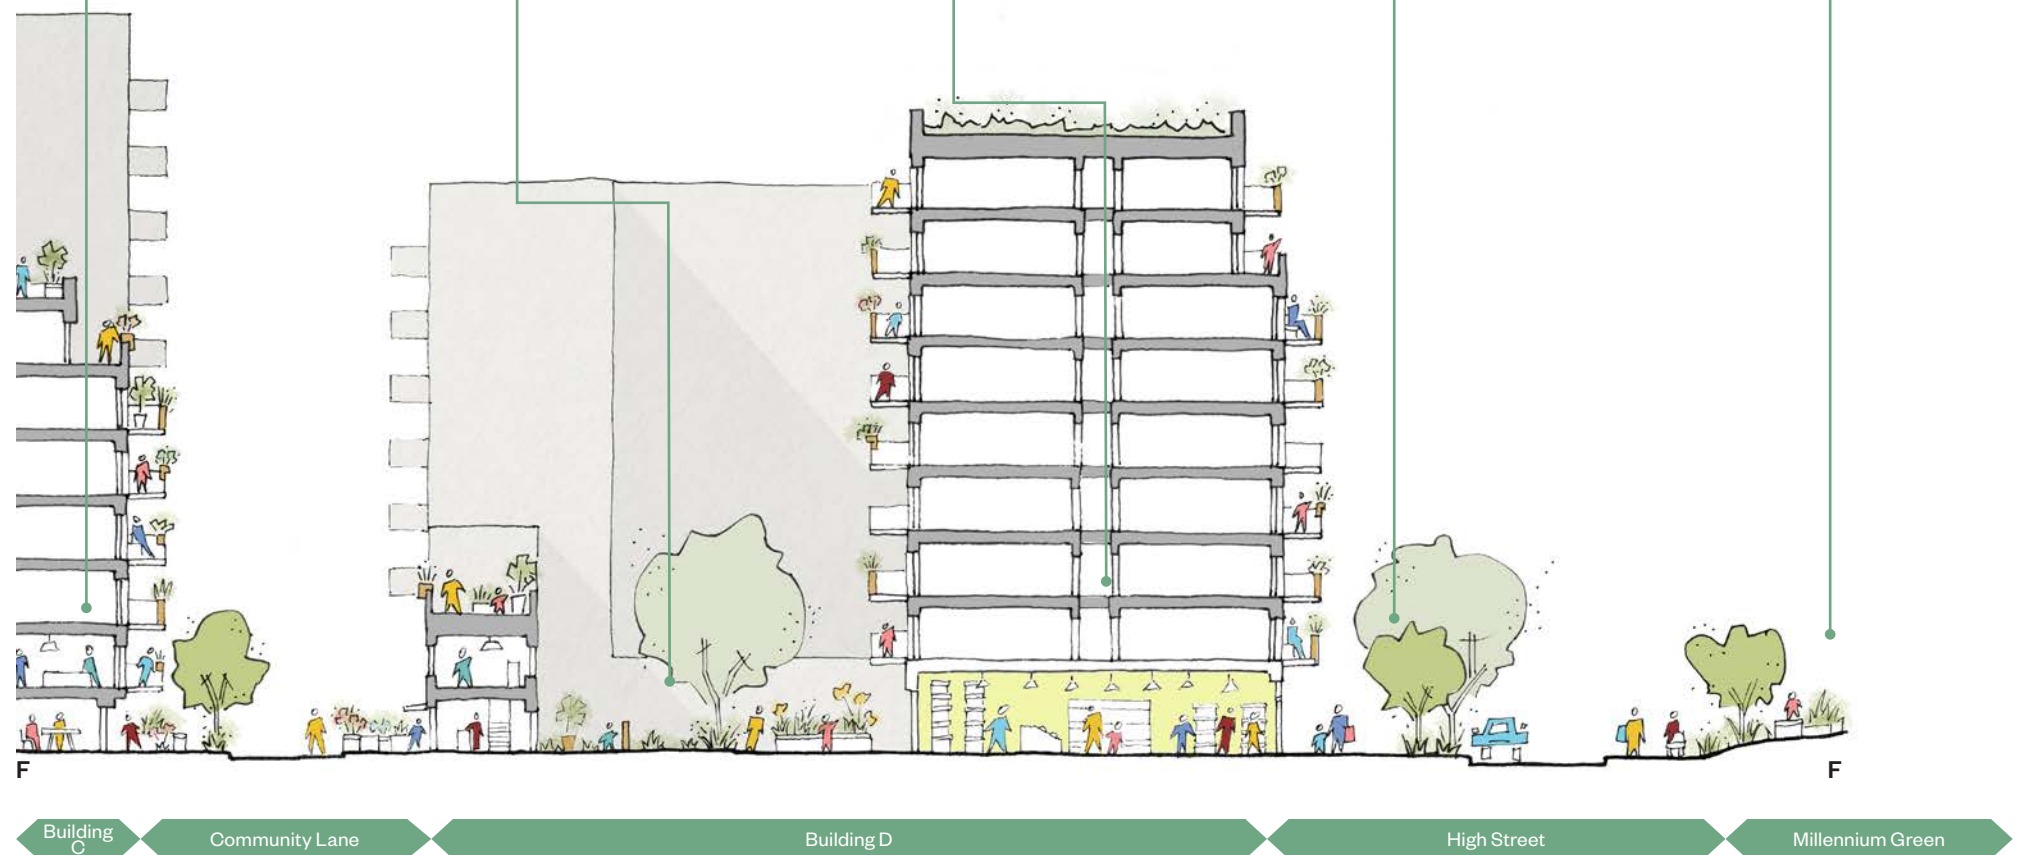 F
F
Building
C
Community Lane
Building D
High Street
Millennium Green